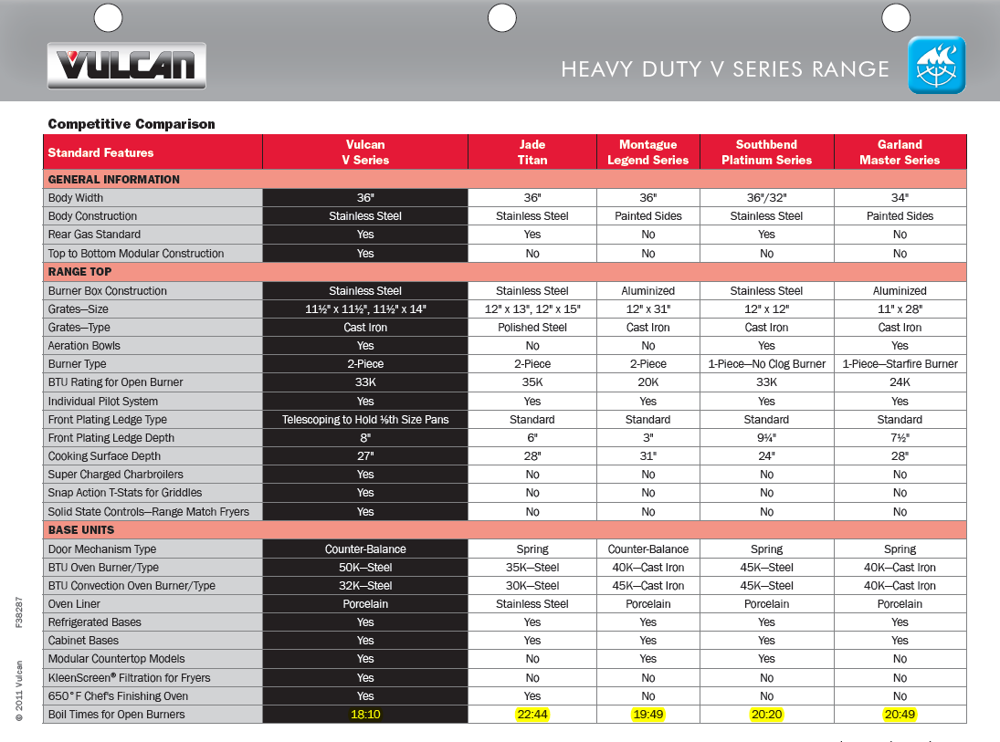 VULCAN
HEAVY DUTY V SERIES RANGE
Competitive Comparison
Standard Features Vulcan V Series Jade Titan Montague Legend Series Southbend Platinum Series Garland Master Series
GENERAL INFORMATION
Body Width 36" 36" 36" 36"/32" 34"
Body Construction Stainless Steel Stainless Steel Painted Sides Stainless Steel Painted Sides
Rear Gas Standard Yes Yes No Yes No
Top to Bottom Modular Construction Yes No No No No
RANGE TOP
Burner Box Construction Stainless Steel Stainless Steel Aluminized Stainless Steel Aluminized
Grates—Size 11½" x 11½", 11½" x 14" 12" x 13", 12" x 15" 12" x 31" 12" x 12" 11" x 28"
Grates—Type Cast Iron Polished Steel Cast Iron Cast Iron Cast Iron
Aeration Bowls Yes No No Yes Yes
Burner Type 2-Piece 2-Piece 2-Piece 1-Piece—No Clog Burner 1-Piece—Starfire Burner
BTU Rating for Open Burner 33K 35K 20K 33K 24K
Individual Pilot System Yes Yes Yes Yes Yes
Front Plating Ledge Type Telescoping to Hold ⅙th Size Pans Standard Standard Standard Standard
Front Plating Ledge Depth 8" 6" 3" 9¼" 7½"
Cooking Surface Depth 27" 28" 31" 24" 28"
Super Charged Charbroilers Yes No No No No
Snap Action T-Stats for Griddles Yes No No No No
Solid State Controls—Range Match Fryers Yes No No No No
BASE UNITS
Door Mechanism Type Counter-Balance Spring Counter-Balance Spring Spring
BTU Oven Burner/Type 50K—Steel 35K—Steel 40K—Cast Iron 45K—Steel 40K—Cast Iron
BTU Convection Oven Burner/Type 32K—Steel 30K—Steel 45K—Cast Iron 45K—Steel 40K—Cast Iron
Oven Liner Porcelain Stainless Steel Porcelain Porcelain Porcelain
Refrigerated Bases Yes Yes Yes Yes Yes
Cabinet Bases Yes Yes Yes Yes Yes
Modular Countertop Models Yes No Yes Yes No
KleenScreen® Filtration for Fryers Yes No No No No
650°F Chef's Finishing Oven Yes Yes No No No
Boil Times for Open Burners 18:10 22:44 19:49 20:20 20:49
© 2011 Vulcan F38287